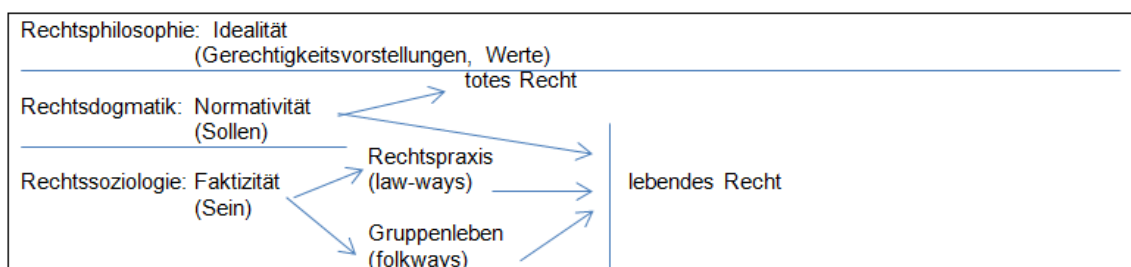 Rechtsphilosophie: Idealität
(Gerechtigkeitsvorstellungen, Werte)
totes Recht
Rechtsdogmatik: Normativität
(Sollen)
Rechtspraxis
Rechtssoziologie: Faktizität
(law-ways)
lebendes Recht
(Sein)
Gruppenleben
(folkways)